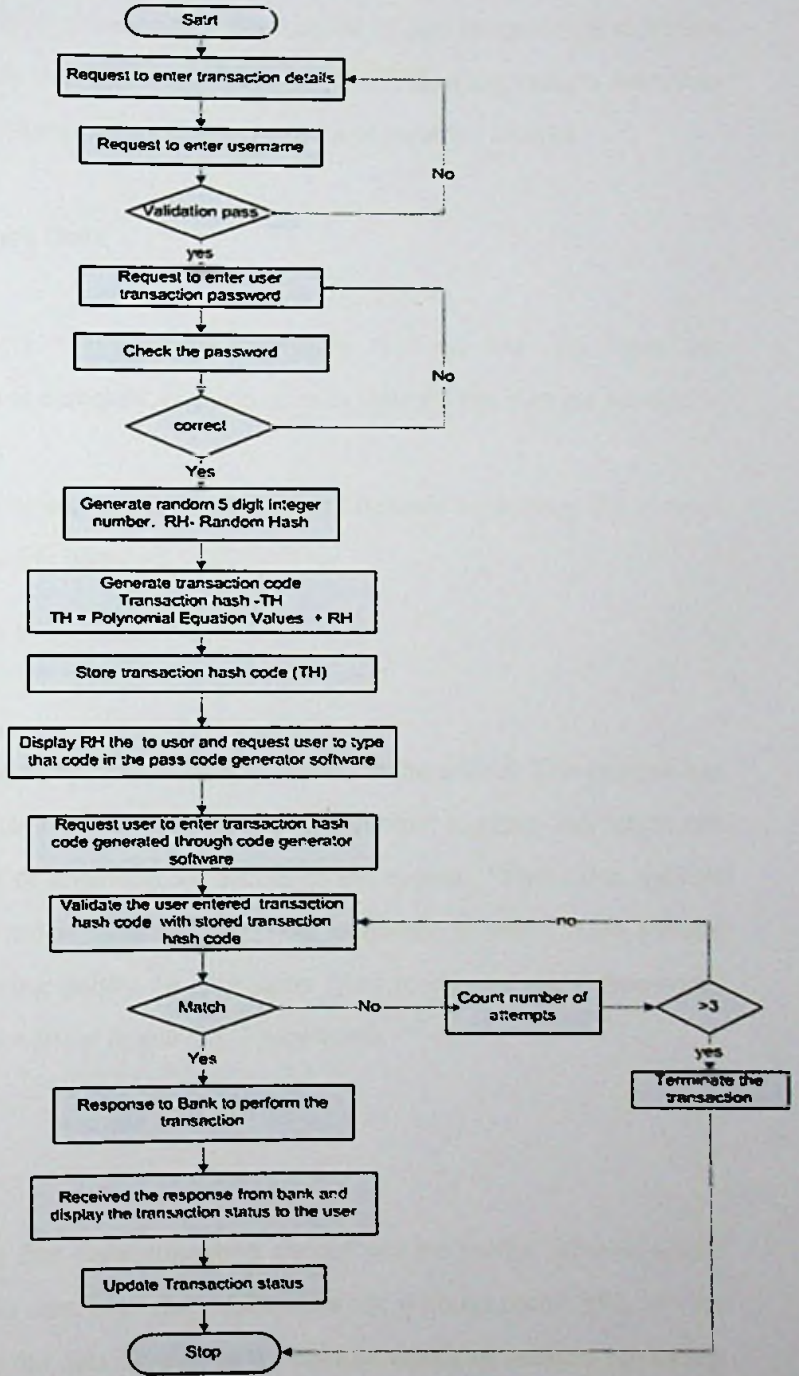 Satrt
Request to enter transaction details
Request to enter username
No
Validation pass
yes
Request to enter user
transaction password
Check the password
No
correct
Yes
Generate random 5 digit integer
number. RH- Random Hash
Generate transaction code
Transaction hash -TH
TH = Polynomial Equation Values + RH
Store transaction hash code (TH)
Display RH the to user and request user to type
that code in the pass code generator software
Request user to enter transaction hash
code generated through code generator
software
Validate the user entered transaction
hash code with stored transaction
hash code
no
Match
No
Count number of
attempts
>3
Yes
yes
Terminate the
transaction
Response to Bank to perform the
transaction
Received the response from bank and
display the transaction status to the user
Update Transaction status
Stop